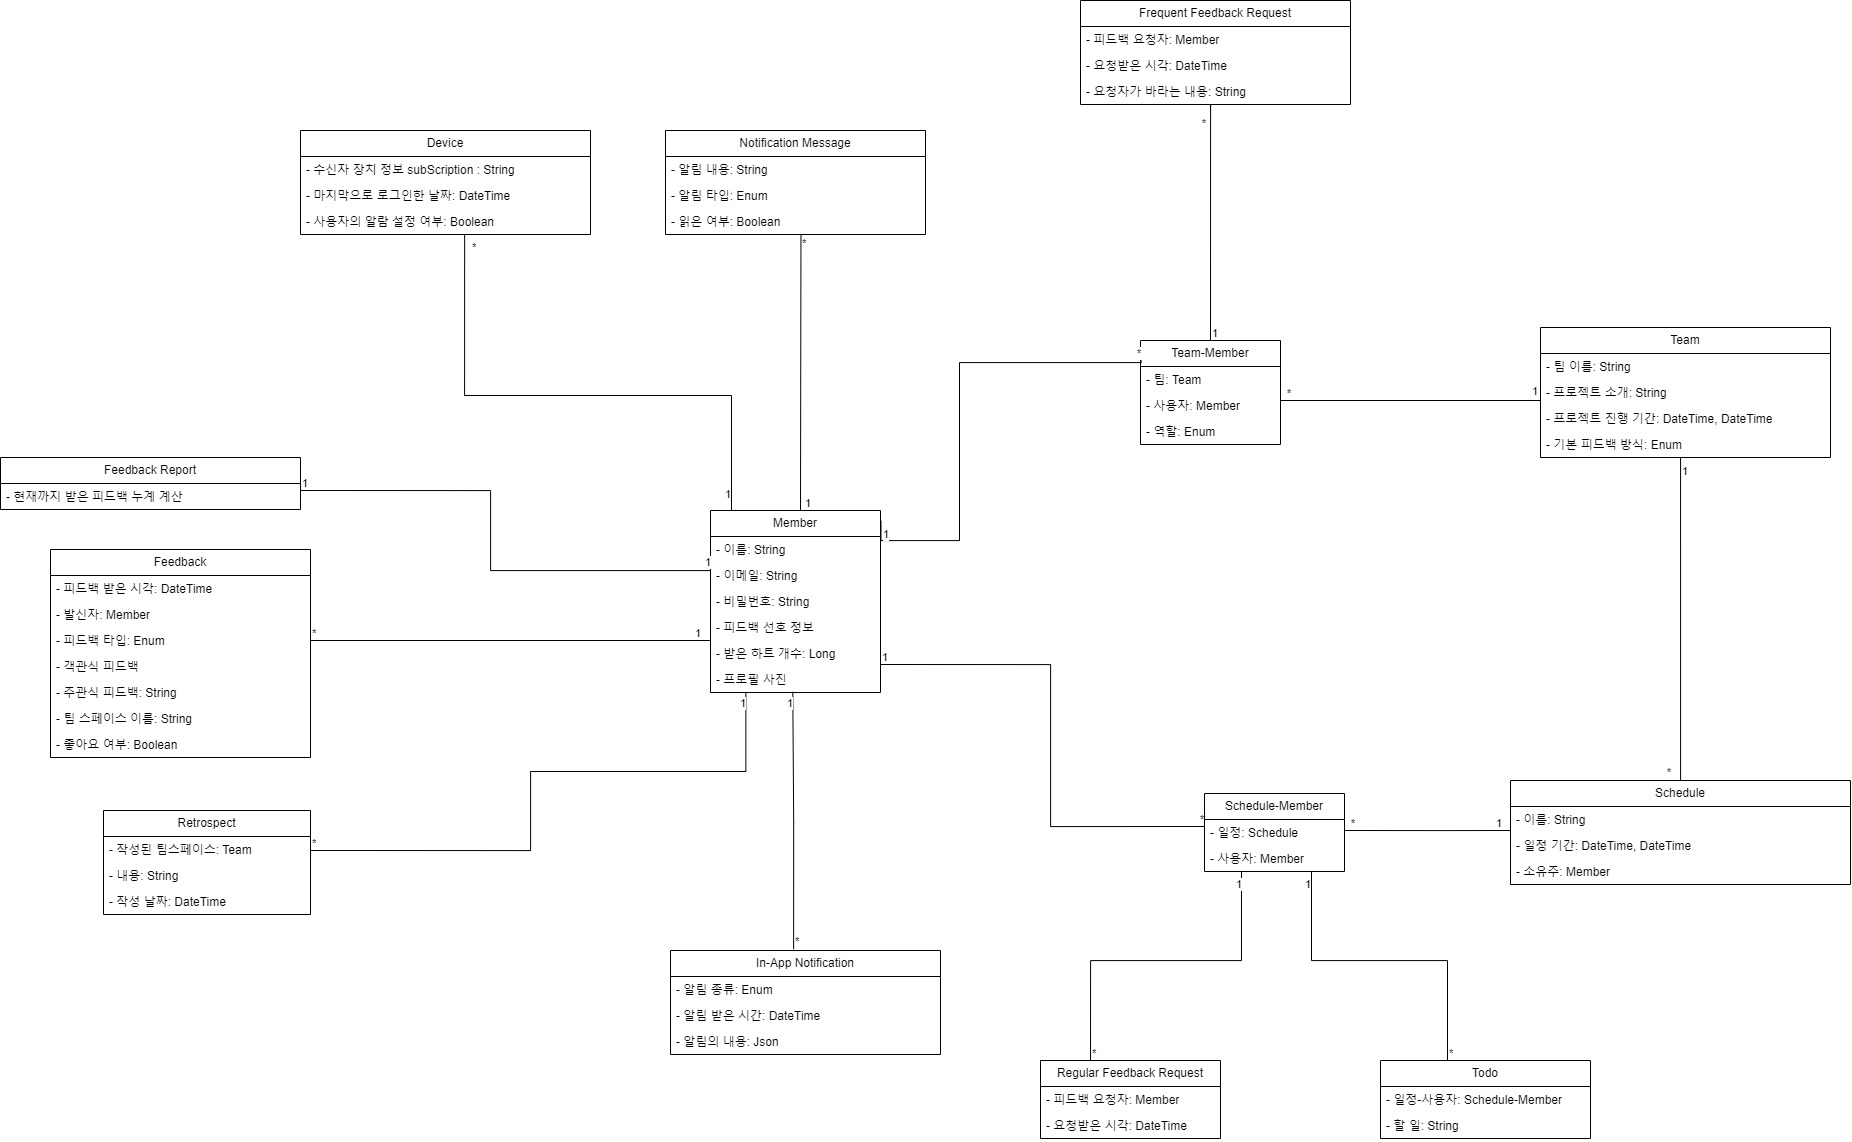 Frequent Feedback Request
- 피드백 요청자: Member
- 요청받은 시각: DateTime
- 요청자가 바라는 내용: String
*
1
Device
- 수신자 장치 정보 subScription : String
- 마지막으로 로그인한 날짜: DateTime
- 사용자의 알람 설정 여부: Boolean
*
1
Notification Message
- 알림 내용: String
- 알림 타입: Enum
- 읽은 여부: Boolean
*
1
Team-Member
- 팀: Team
- 사용자: Member
- 역할: Enum
*
1
*
1
Team
- 팀 이름: String
- 프로젝트 소개: String
- 프로젝트 진행 기간: DateTime, DateTime
- 기본 피드백 방식: Enum
1
*
Feedback Report
- 현재까지 받은 피드백 누계 계산
1
1
Member
- 이름: String
- 이메일: String
- 비밀번호: String
- 피드백 선호 정보
- 받은 하트 개수: Long
- 프로필 사진
Feedback
- 피드백 받은 시각: DateTime
- 발신자: Member
- 피드백 타입: Enum
- 객관식 피드백
- 주관식 피드백: String
- 팀 스페이스 이름: String
- 좋아요 여부: Boolean
*
1
1
1
1
Retrospect
- 작성된 팀스페이스: Team
- 내용: String
- 작성 날짜: DateTime
*
Schedule-Member
- 일정: Schedule
- 사용자: Member
*
*
1
1
1
Schedule
- 이름: String
- 일정 기간: DateTime, DateTime
- 소유주: Member
*
In-App Notification
- 알림 종류: Enum
- 알림 받은 시간: DateTime
- 알림의 내용: Json
*
Regular Feedback Request
- 피드백 요청자: Member
- 요청받은 시각: DateTime
*
Todo
- 일정-사용자: Schedule-Member
- 할 일: String